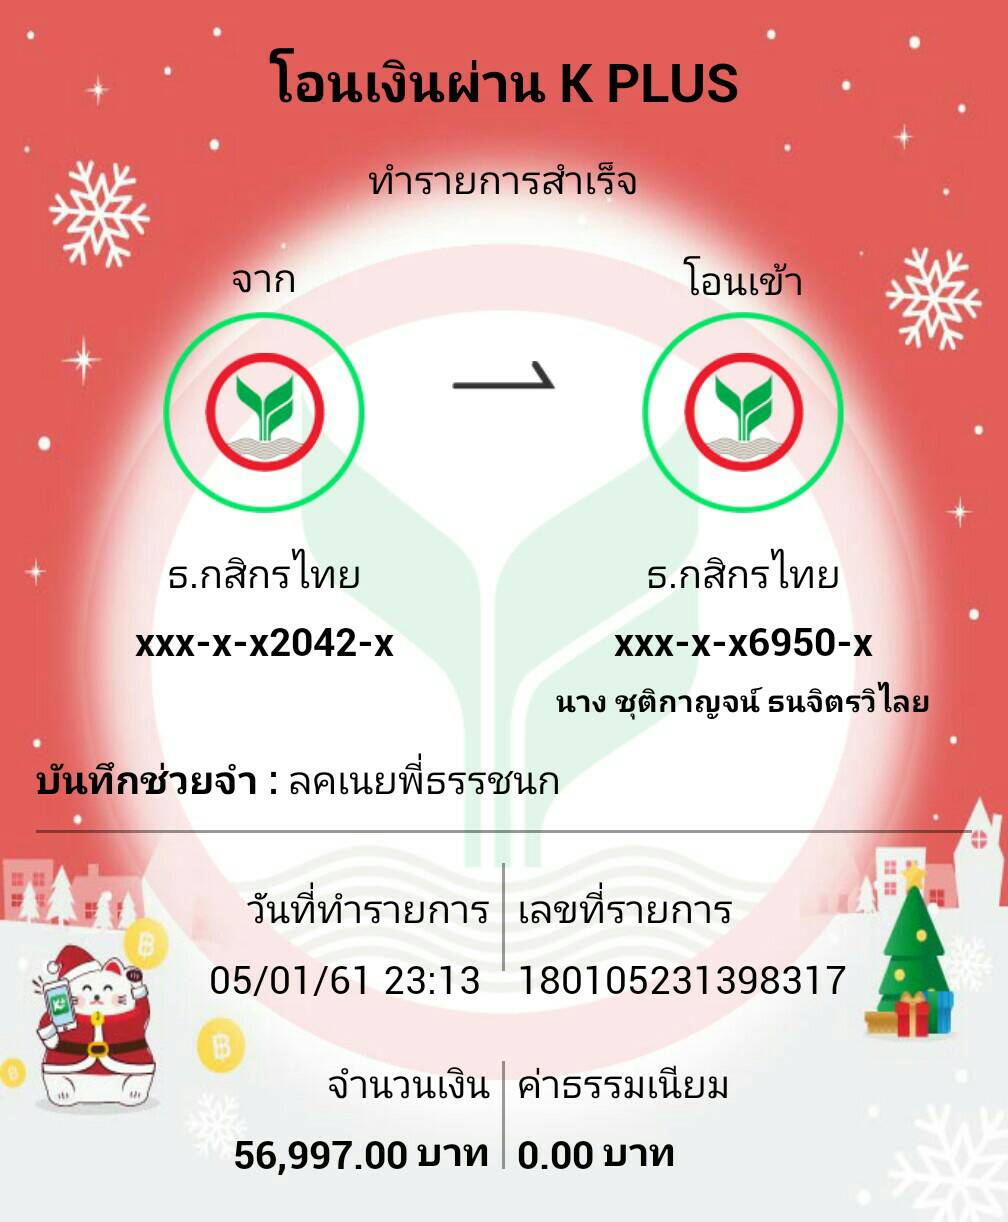 โอนเงินผ่าน K PLUS
ทำรายการสำเร็จ
จาก
โอนเข้า
ธ.กสิกรไทย
xxx-x-x2042-x
ธ.กสิกรไทย
xxx-x-x6950-x
นาง ชุติกาญจน์ ธนจิตรวิไลย
บันทึกช่วยจำ : ลคเนยพี่ธรรชนก
วันที่ทำรายการ
05/01/61 23:13
เลขที่รายการ
180105231398317
จำนวนเงิน
56,997.00 บาท
ค่าธรรมเนียม
0.00 บาท
K+